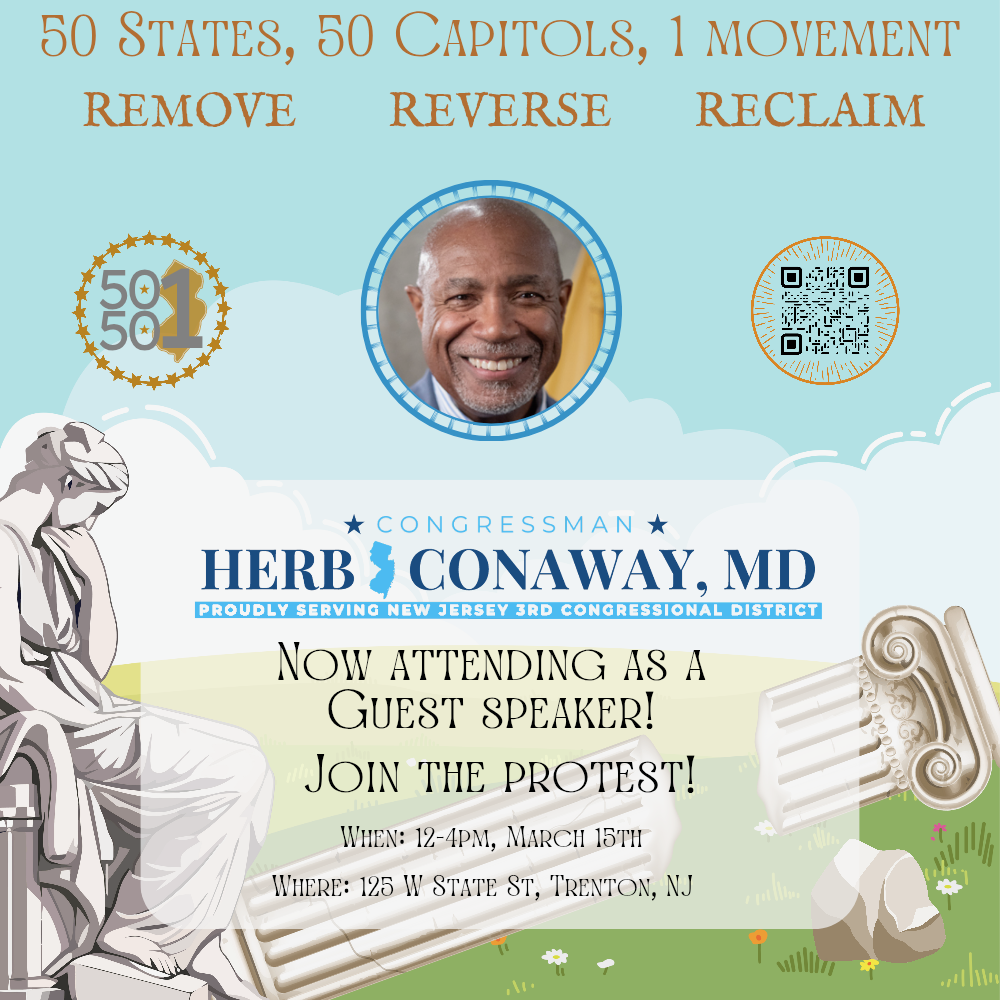 50 States, 50 Capitols, 1 movement
REMOVE REVERSE RECLAIM
50
50
1
★ CONGRESSMAN ★
HERB CONAWAY, MD
PROUDLY SERVING NEW JERSEY 3RD CONGRESSIONAL DISTRICT
Now attending as a
Guest speaker!
Join the protest!
When: 12-4pm, March 15th
Where: 125 W State St, Trenton, NJ